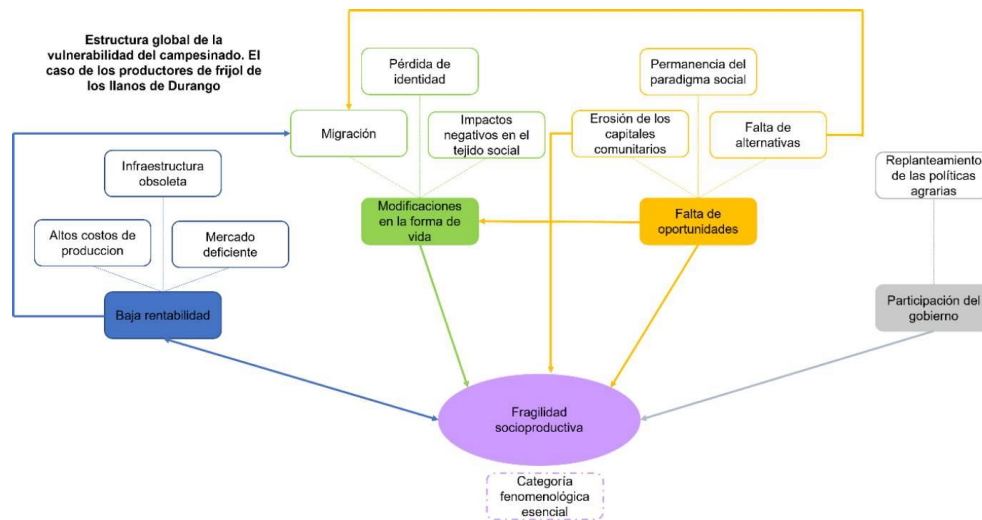 Estructura global de la
vulnerabilidad del campesinado. El
caso de los productores de frijol de
los llanos de Durango
Pérdida de
identidad
Permanencia del
paradigma social
Migración
Impactos
negativos en el
tejido social
Erosión de los
capitales
comunitarios
Falta de
alternativas
Infraestructura
obsoleta
Replanteamiento
de las políticas
agrarias
Altos costos de
produccion
Mercado
deficiente
Modificaciones
en la forma de
vida
Falta de
oportunidades
Baja rentabilidad
Participación del
gobierno
Fragilidad
socioproductiva
Categoría
fenomenológica
esencial